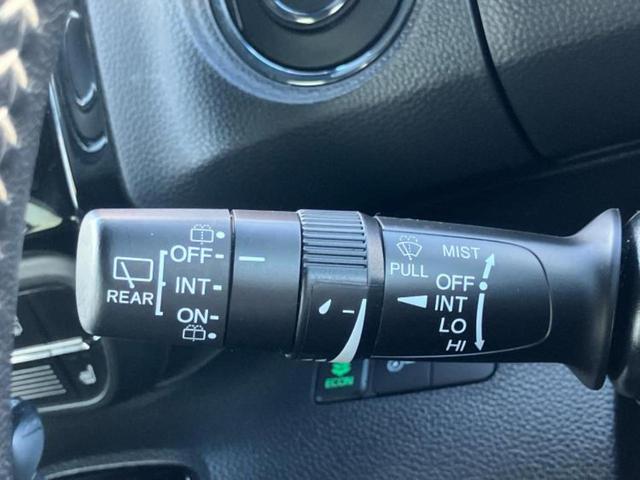 OFF
INT
ON
REAR
PULL
MIST
OFF
INT
LO
HI
ECON